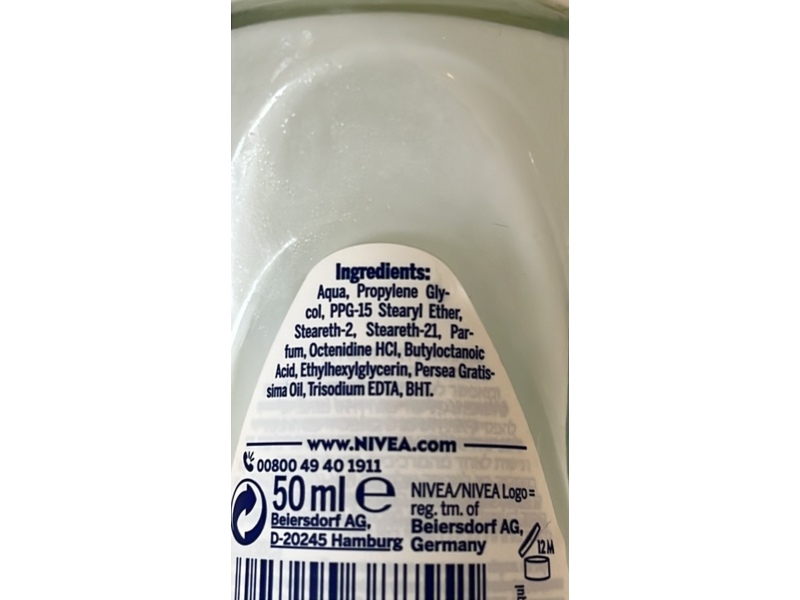 Ingredients:
Aqua, Propylene Gly-
col, PPG-15 Stearyl Ether,
Steareth-2, Steareth-21, Par-
fum, Octenidine HCl, Butyloctanoic
Acid, Ethylhexylglycerin, Persea Gratis-
sima Oil, Trisodium EDTA, BHT.
www.NIVEA.com
00800 49 40 1911
50 ml e
Beiersdorf AG,
D-20245 Hamburg
NIVEA/NIVEA Logo =
reg. tm. of
Beiersdorf AG,
Germany
12M